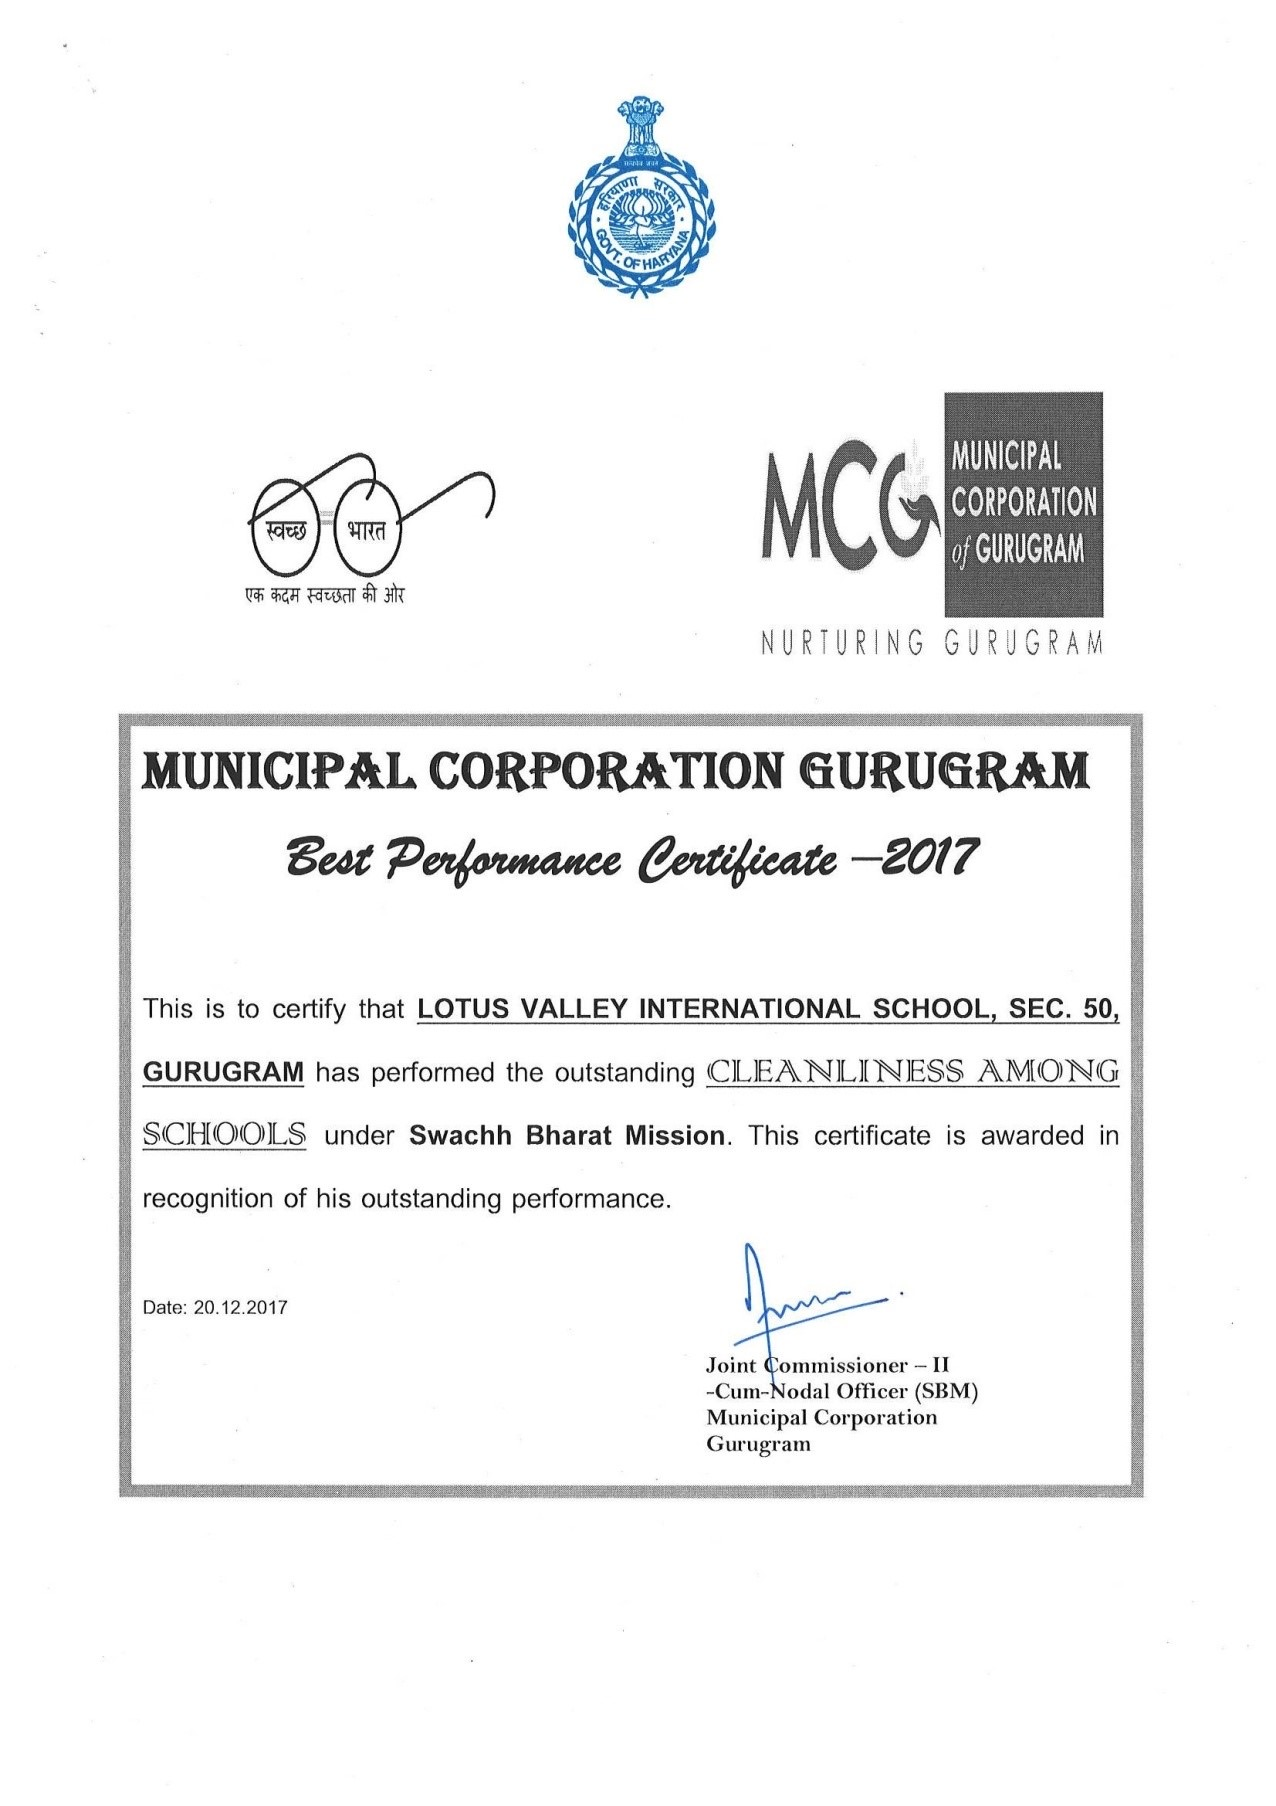 सत्यमेव जयते
हरियाणा सरकार
GOVT. OF HARYANA
स्वच्छ भारत
एक कदम स्वच्छता की ओर
MCG
MUNICIPAL
CORPORATION
of GURUGRAM
NURTURING GURUGRAM
MUNICIPAL CORPORATION GURUGRAM
Best Performance Certificate –2017
This is to certify that LOTUS VALLEY INTERNATIONAL SCHOOL, SEC. 50,
GURUGRAM has performed the outstanding CLEANLINESS AMONG
SCHOOLS under Swachh Bharat Mission. This certificate is awarded in
recognition of his outstanding performance.
Date: 20.12.2017
Joint Commissioner – II
-Cum-Nodal Officer (SBM)
Municipal Corporation
Gurugram